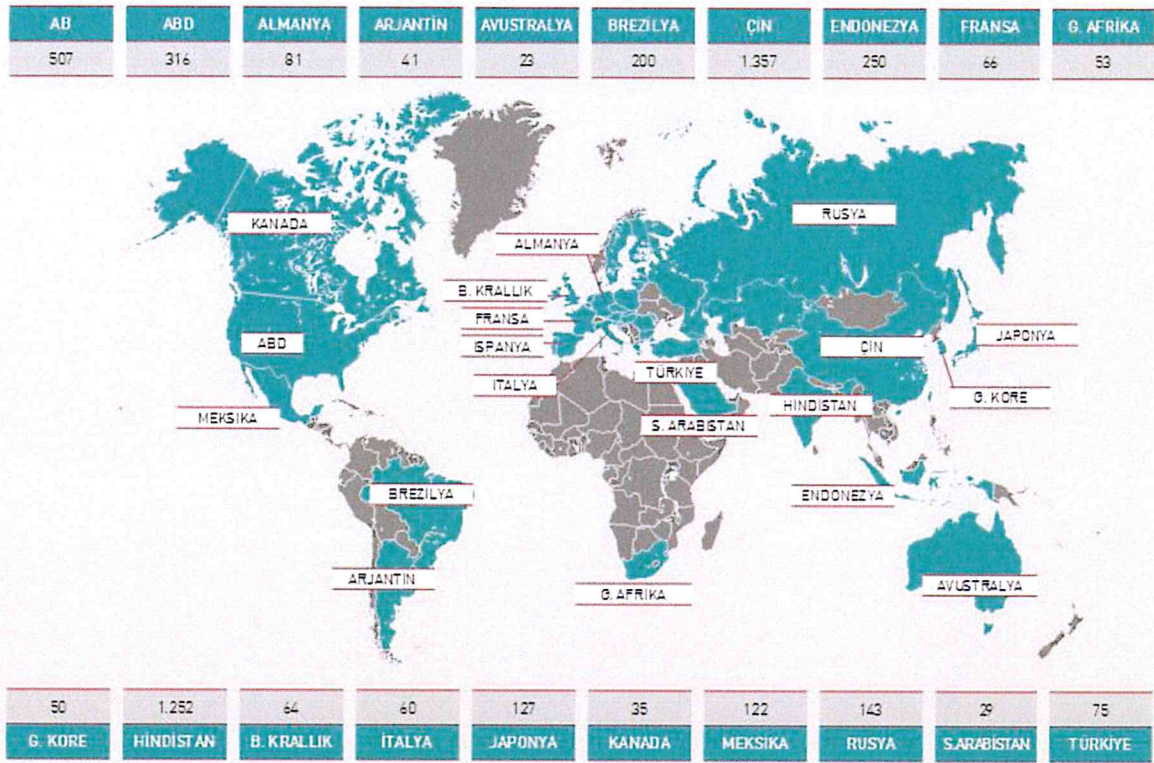 AB ABD ALMANYA ARJANTİN AVUSTRALYA BREZİLYA ÇİN ENDONEZYA FRANSA G. AFRİKA
507 316 81 41 23 200 1.357 250 66 53
KANADA
RUSYA
ALMANYA
B. KRALLIK
FRANSA
ABD
İSPANYA
ÇİN
JAPONYA
TÜRKİYE
İTALYA
G. KORE
HİNDİSTAN
MEKSİKA
S. ARABİSTAN
BREZİLYA
ENDONEZYA
ARJANTİN
AVUSTRALYA
G. AFRİKA
50 1.252 64 60 127 35 122 143 29 75
G. KORE HİNDİSTAN B. KRALLIK İTALYA JAPONYA KANADA MEKSİKA RUSYA S.ARABİSTAN TÜRKİYE